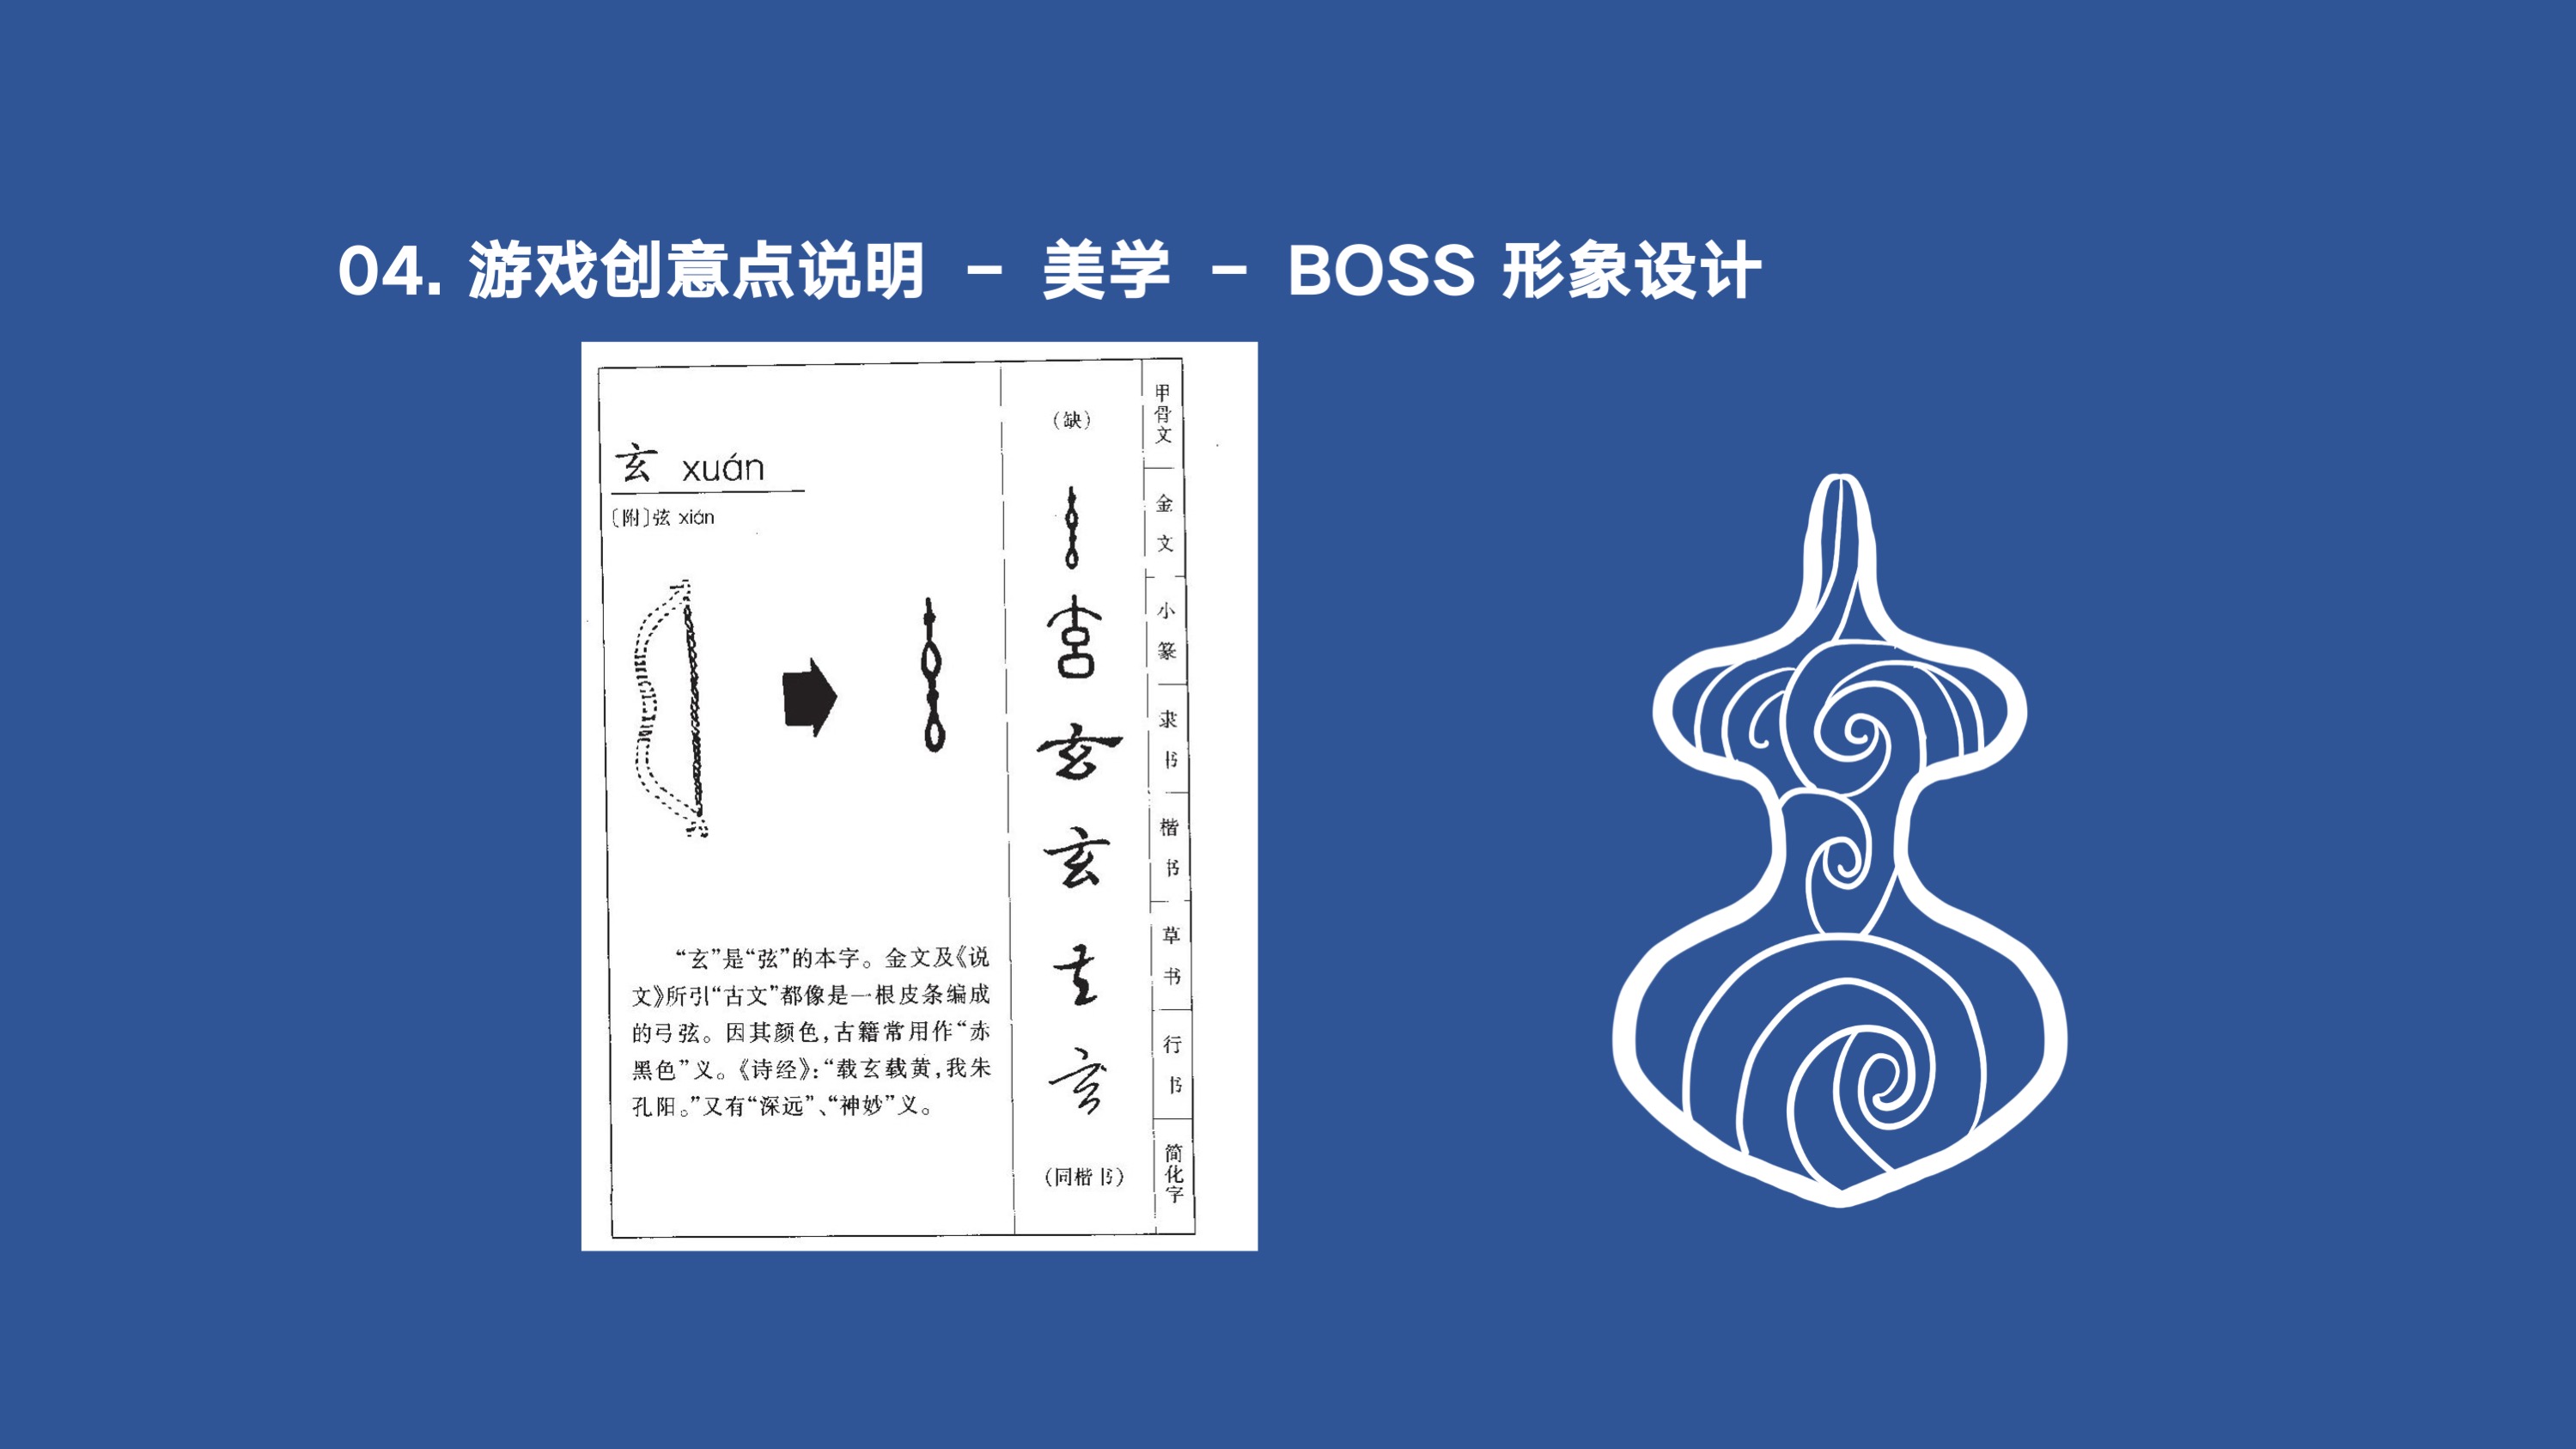 04. 游戏创意点说明 － 美学 － BOSS 形象设计
玄 xuán
〔附〕弦 xián
“玄”是“弦”的本字。金文及《说
文》所引“古文”都像是一根皮条编成
的弓弦。因其颜色，古籍常用作“赤
黑色”义。《诗经》：“载玄载黄，我朱
孔阳。”又有“深远”、“神妙”义。
（缺）
玄
玄
玄
玄
（同楷书）
甲骨文
金文
小篆
隶书
楷书
草书
行书
简化字